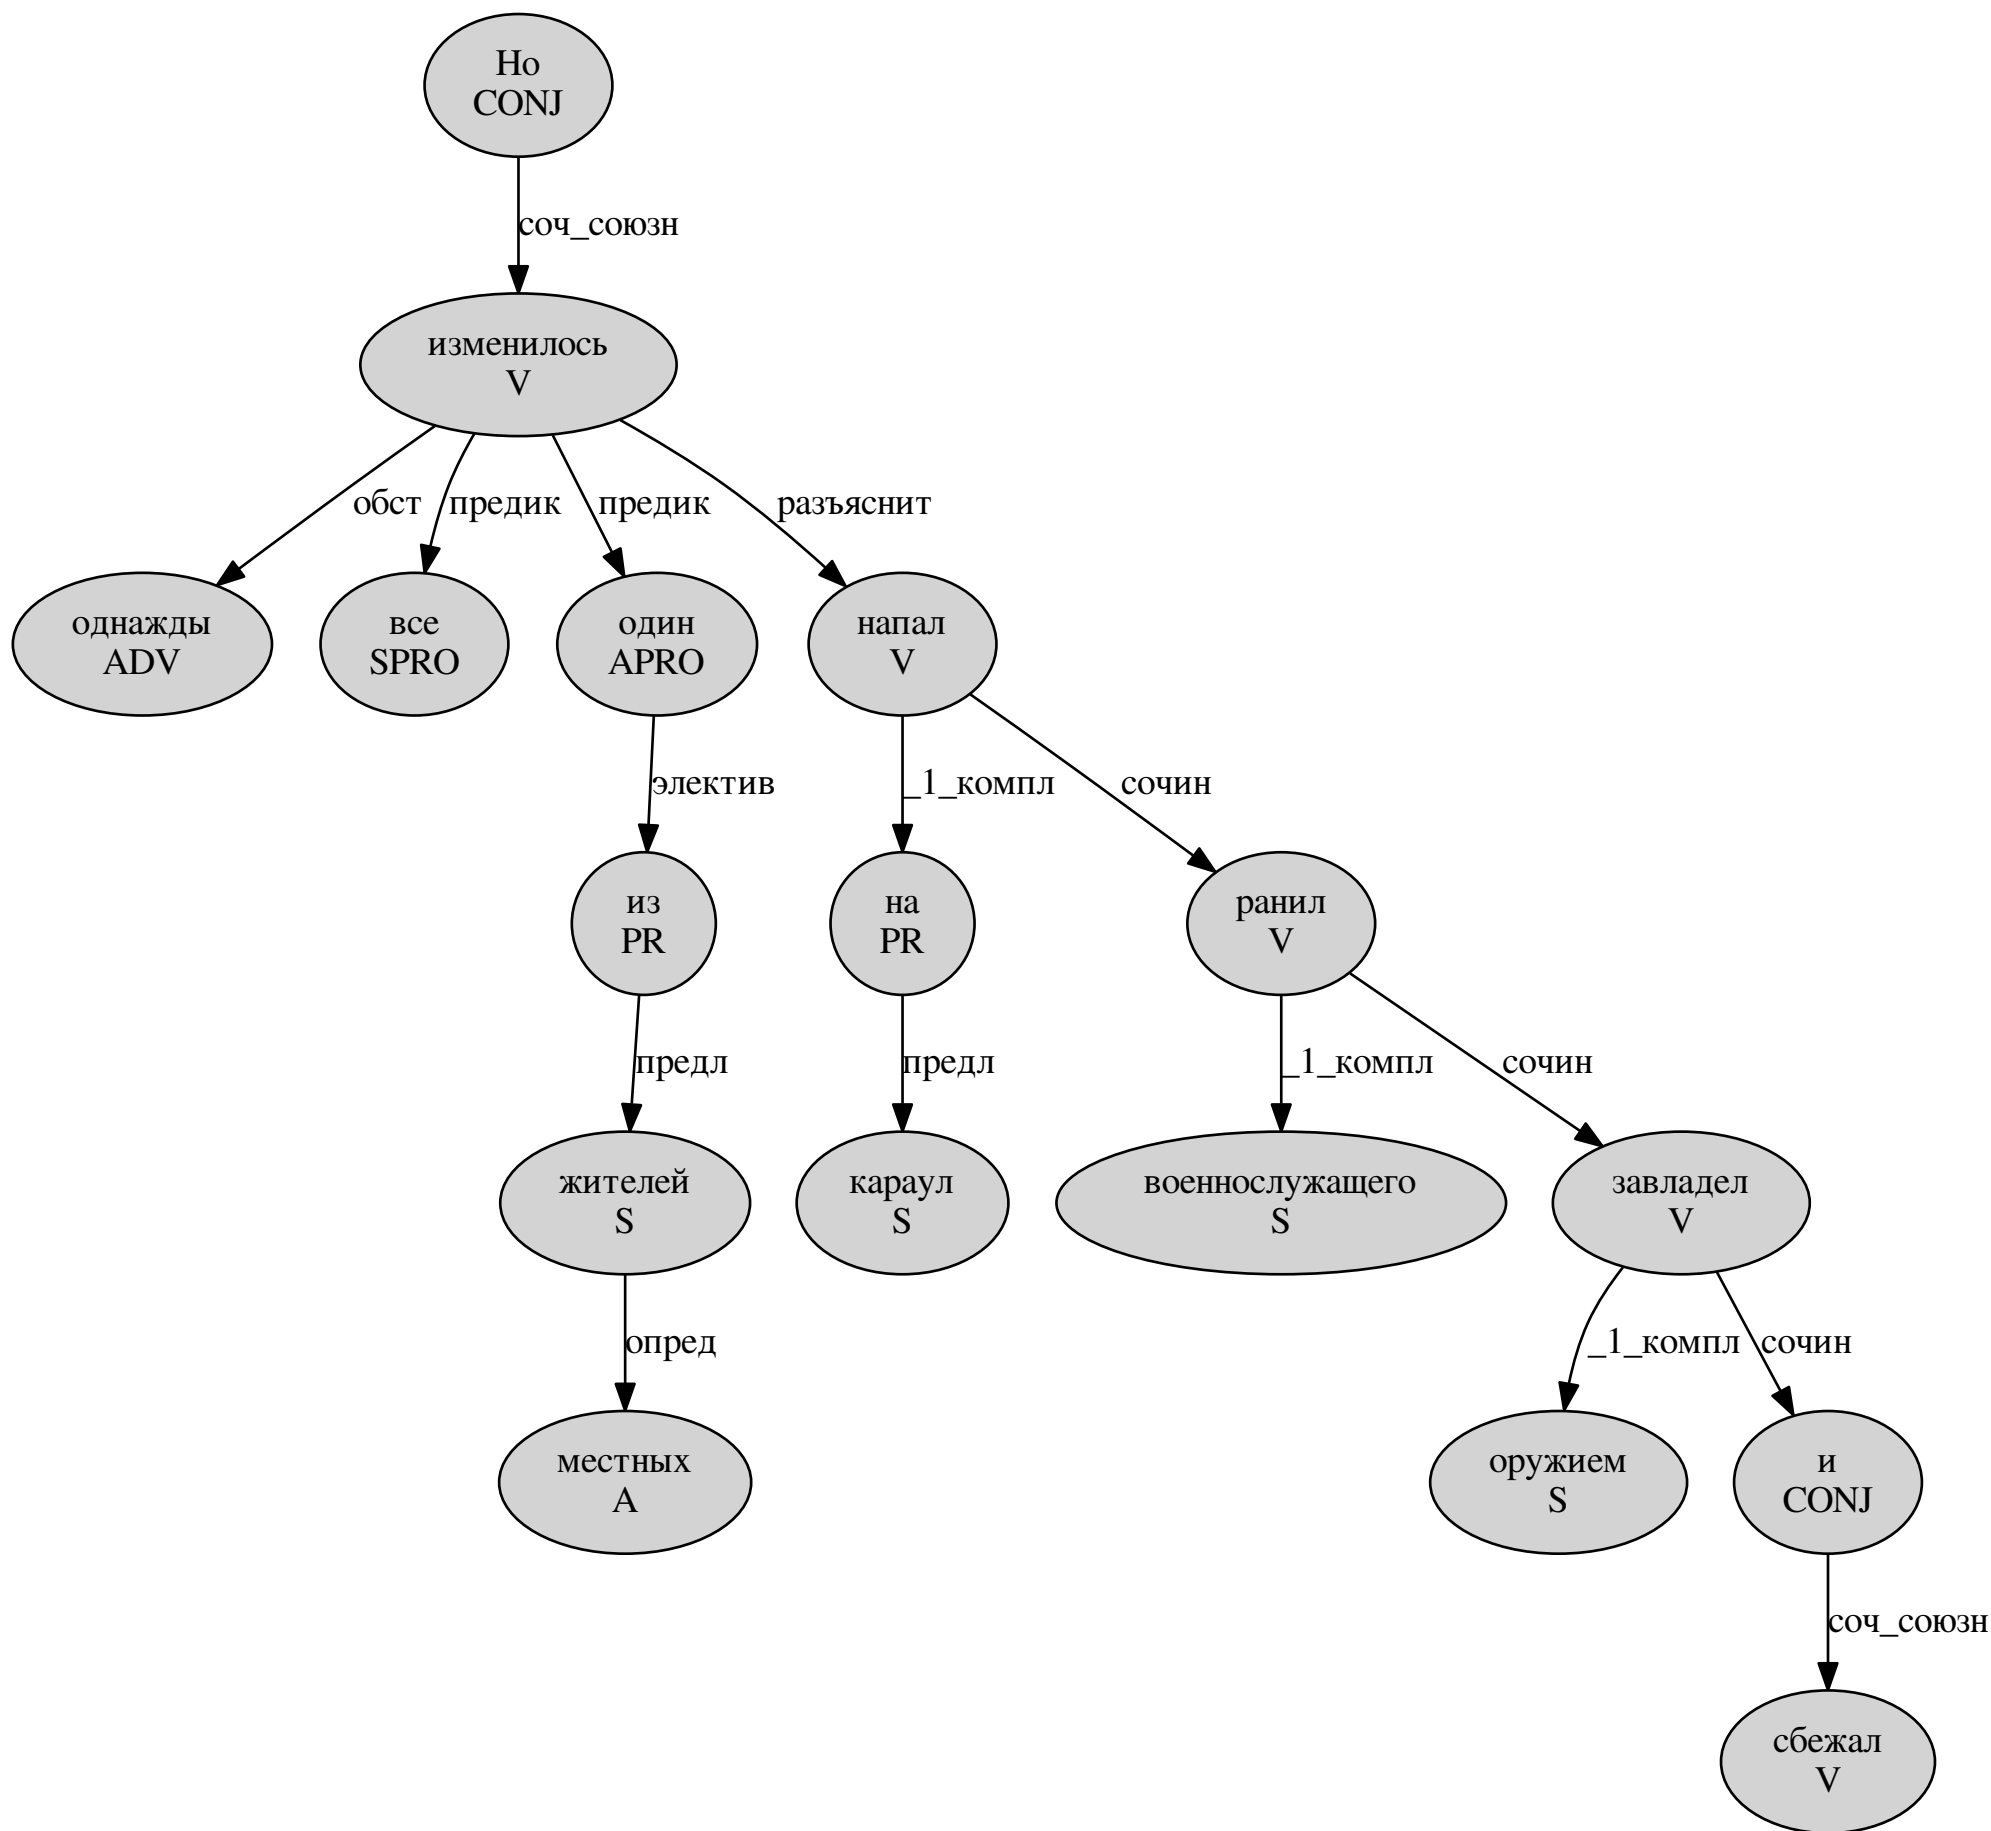 Но
CONJ
соч_союзн
изменилось
V
обст
предик
предик
разъяснит
однажды
ADV
все
SPRO
один
APRO
напал
V
электив
_1_компл
сочин
из
PR
на
PR
ранил
V
предл
предл
_1_компл
сочин
жителей
S
караул
S
военнослужащего
S
завладел
V
опред
_1_компл
сочин
местных
A
оружием
S
и
CONJ
соч_союзн
сбежал
V